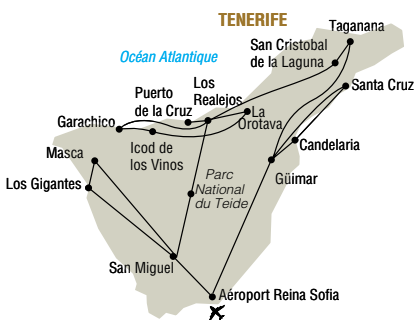 TENERIFE
Taganana
Océan Atlantique
San Cristobal
de la Laguna
Los
Realejos
Santa Cruz
Puerto
de la Cruz
La
Orotava
Garachico
Candelaria
Icod de
los Vinos
Masca
Parc
National
du Teide
Güimar
Los Gigantes
San Miguel
Aéroport Reina Sofia